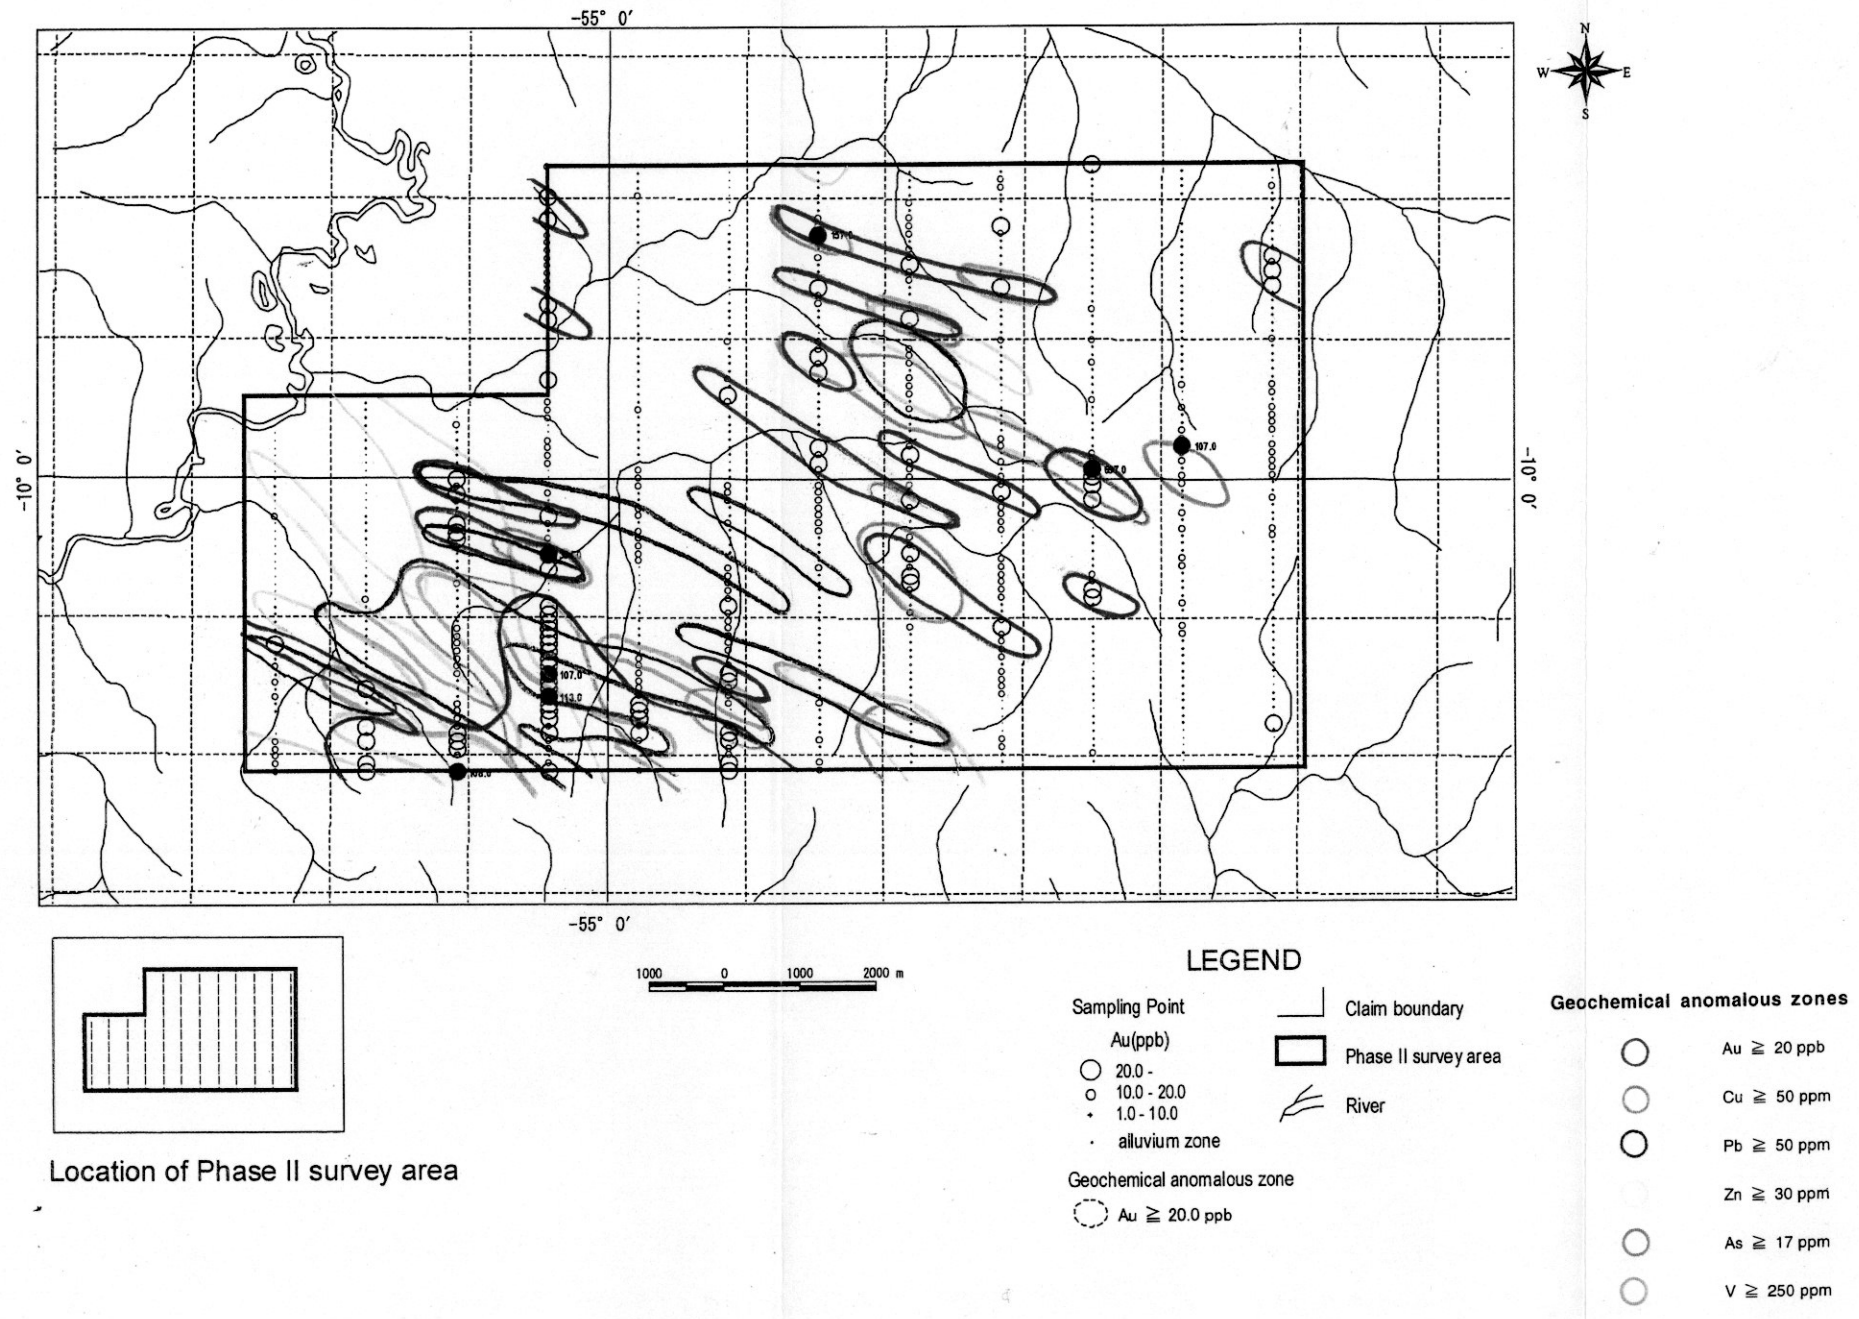 -55° 0′
N
W E
S
107.0
-10° 0′
-10° 0′
107.0
113.0
-55° 0′
1000 0 1000 2000 m
Location of Phase II survey area
LEGEND
Sampling Point
Au(ppb)
20.0 -
10.0 - 20.0
1.0 - 10.0
alluvium zone
Geochemical anomalous zone
Au ≧ 20.0 ppb
Claim boundary
Phase II survey area
River
Geochemical anomalous zones
Au ≧ 20 ppb
Cu ≧ 50 ppm
Pb ≧ 50 ppm
Zn ≧ 30 ppm
As ≧ 17 ppm
V ≧ 250 ppm